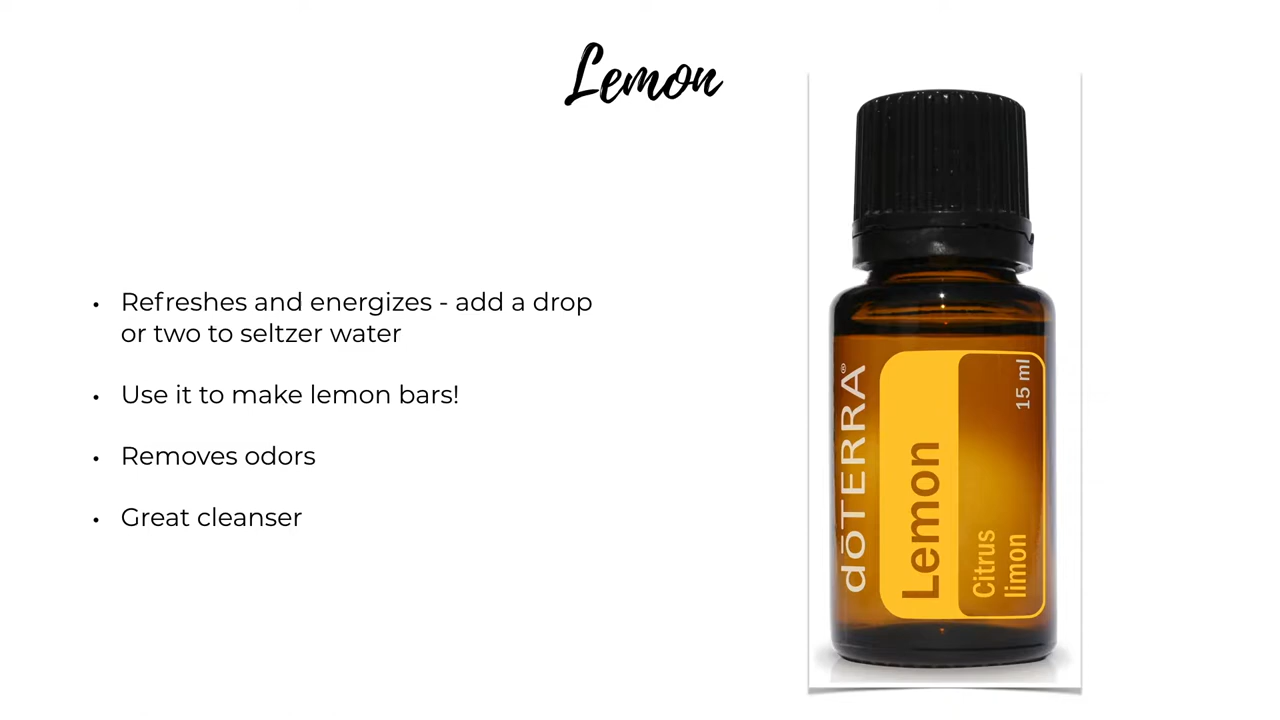 Lemon
• Refreshes and energizes - add a drop
or two to seltzer water
• Use it to make lemon bars!
• Removes odors
• Great cleanser
dōTERRA®
Lemon
Citrus
limon
15 ml